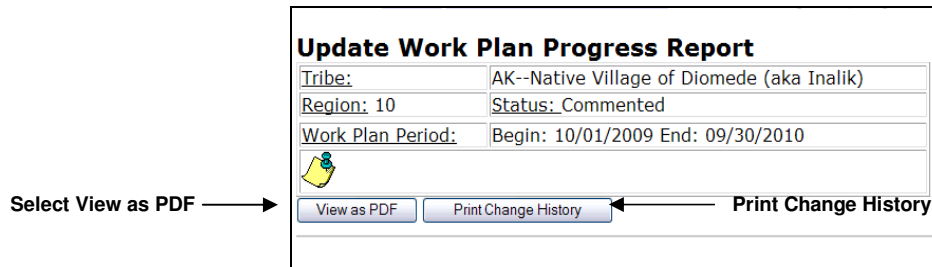 Update Work Plan Progress Report
Tribe: AK--Native Village of Diomede (aka Inalik)
Region: 10 Status: Commented
Work Plan Period: Begin: 10/01/2009 End: 09/30/2010
Select View as PDF View as PDF Print Change History Print Change History